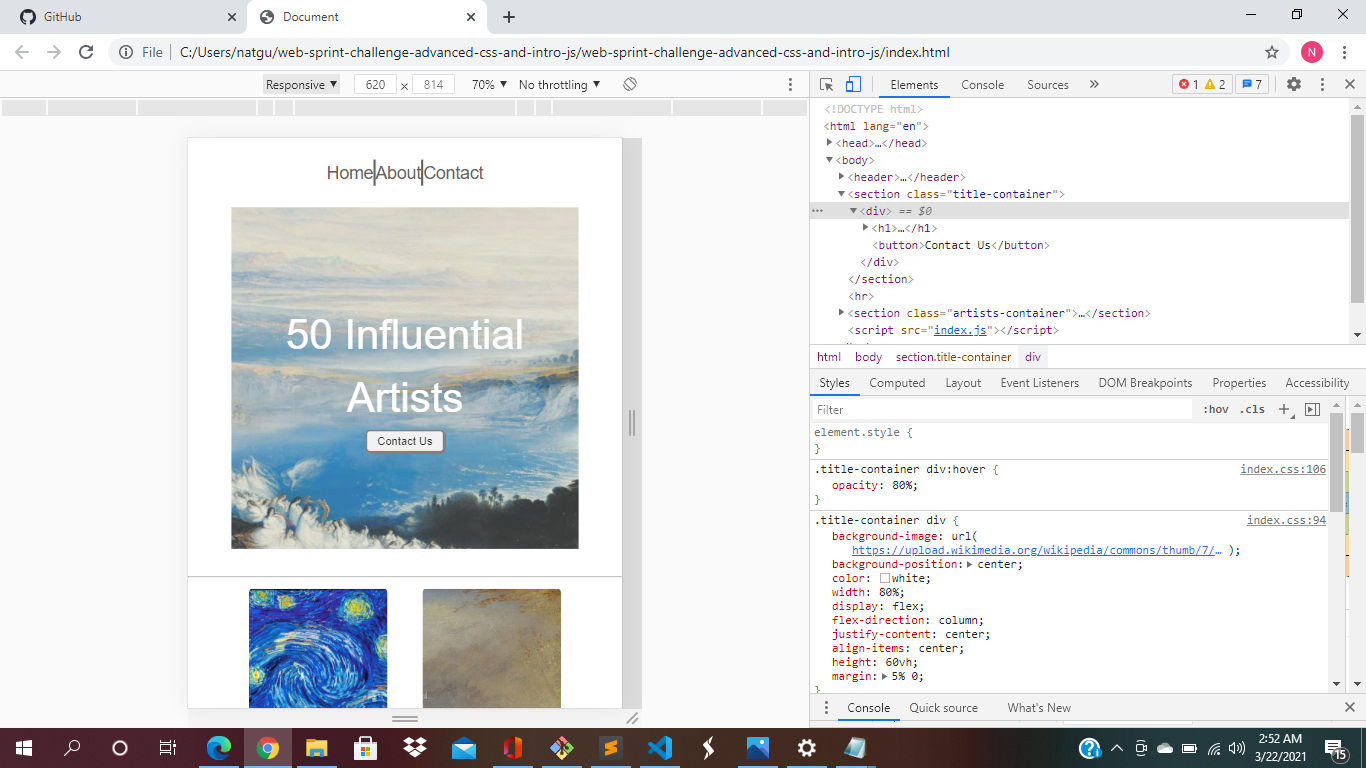 GitHub
Document
File
C:/Users/natgu/web-sprint-challenge-advanced-css-and-intro-js/web-sprint-challenge-advanced-css-and-intro-js/index.html
N
Responsive 620 × 814 70% No throttling
Home About Contact
50 Influential
Artists
Contact Us
Elements Console Sources » 1 2 7
<!DOCTYPE html>
<html lang="en">
<head>…</head>
<body>
<header>…</header>
<section class="title-container">
… <div> == $0
<h1>…</h1>
<button>Contact Us</button>
</div>
</section>
<hr>
<section class="artists-container">…</section>
<script src="index.js"></script>
html body section.title-container div
Styles Computed Layout Event Listeners DOM Breakpoints Properties Accessibility
Filter :hov .cls +
element.style {
}
.title-container div:hover { index.css:106
opacity: 80%;
}
.title-container div { index.css:94
background-image: url(
https://upload.wikimedia.org/wikipedia/commons/thumb/7/… );
background-position: center;
color: white;
width: 80%;
display: flex;
flex-direction: column;
justify-content: center;
align-items: center;
height: 60vh;
margin: 5% 0;
}
Console Quick source What's New
2:52 AM
3/22/2021
15